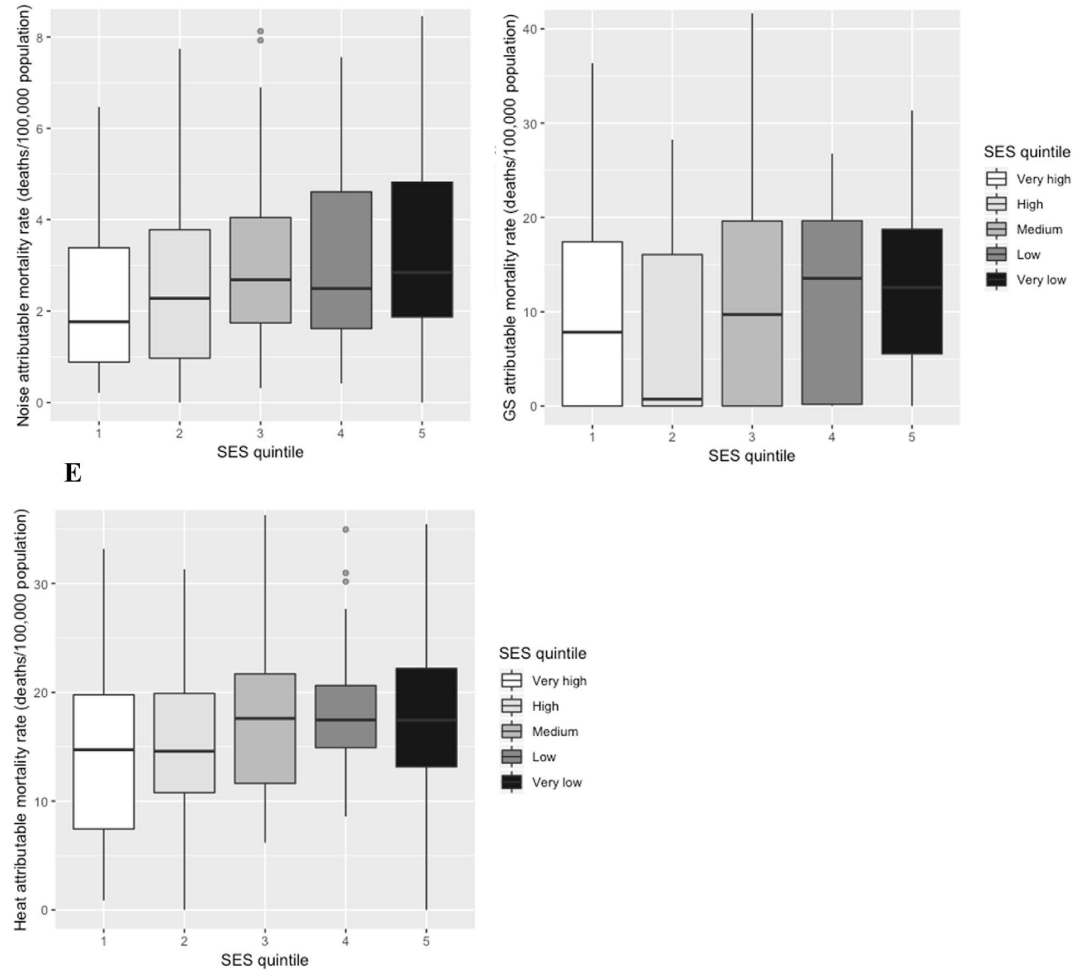 Noise attributable mortality rate (deaths/100,000 population)
8
6
4
2
0
1 2 3 4 5
SES quintile
GS attributable mortality rate (deaths/100,000 population)
40
30
20
10
0
1 2 3 4 5
SES quintile
SES quintile
Very high
High
Medium
Low
Very low
E
Heat attributable mortality rate (deaths/100,000 population)
30
20
10
0
1 2 3 4 5
SES quintile
SES quintile
Very high
High
Medium
Low
Very low